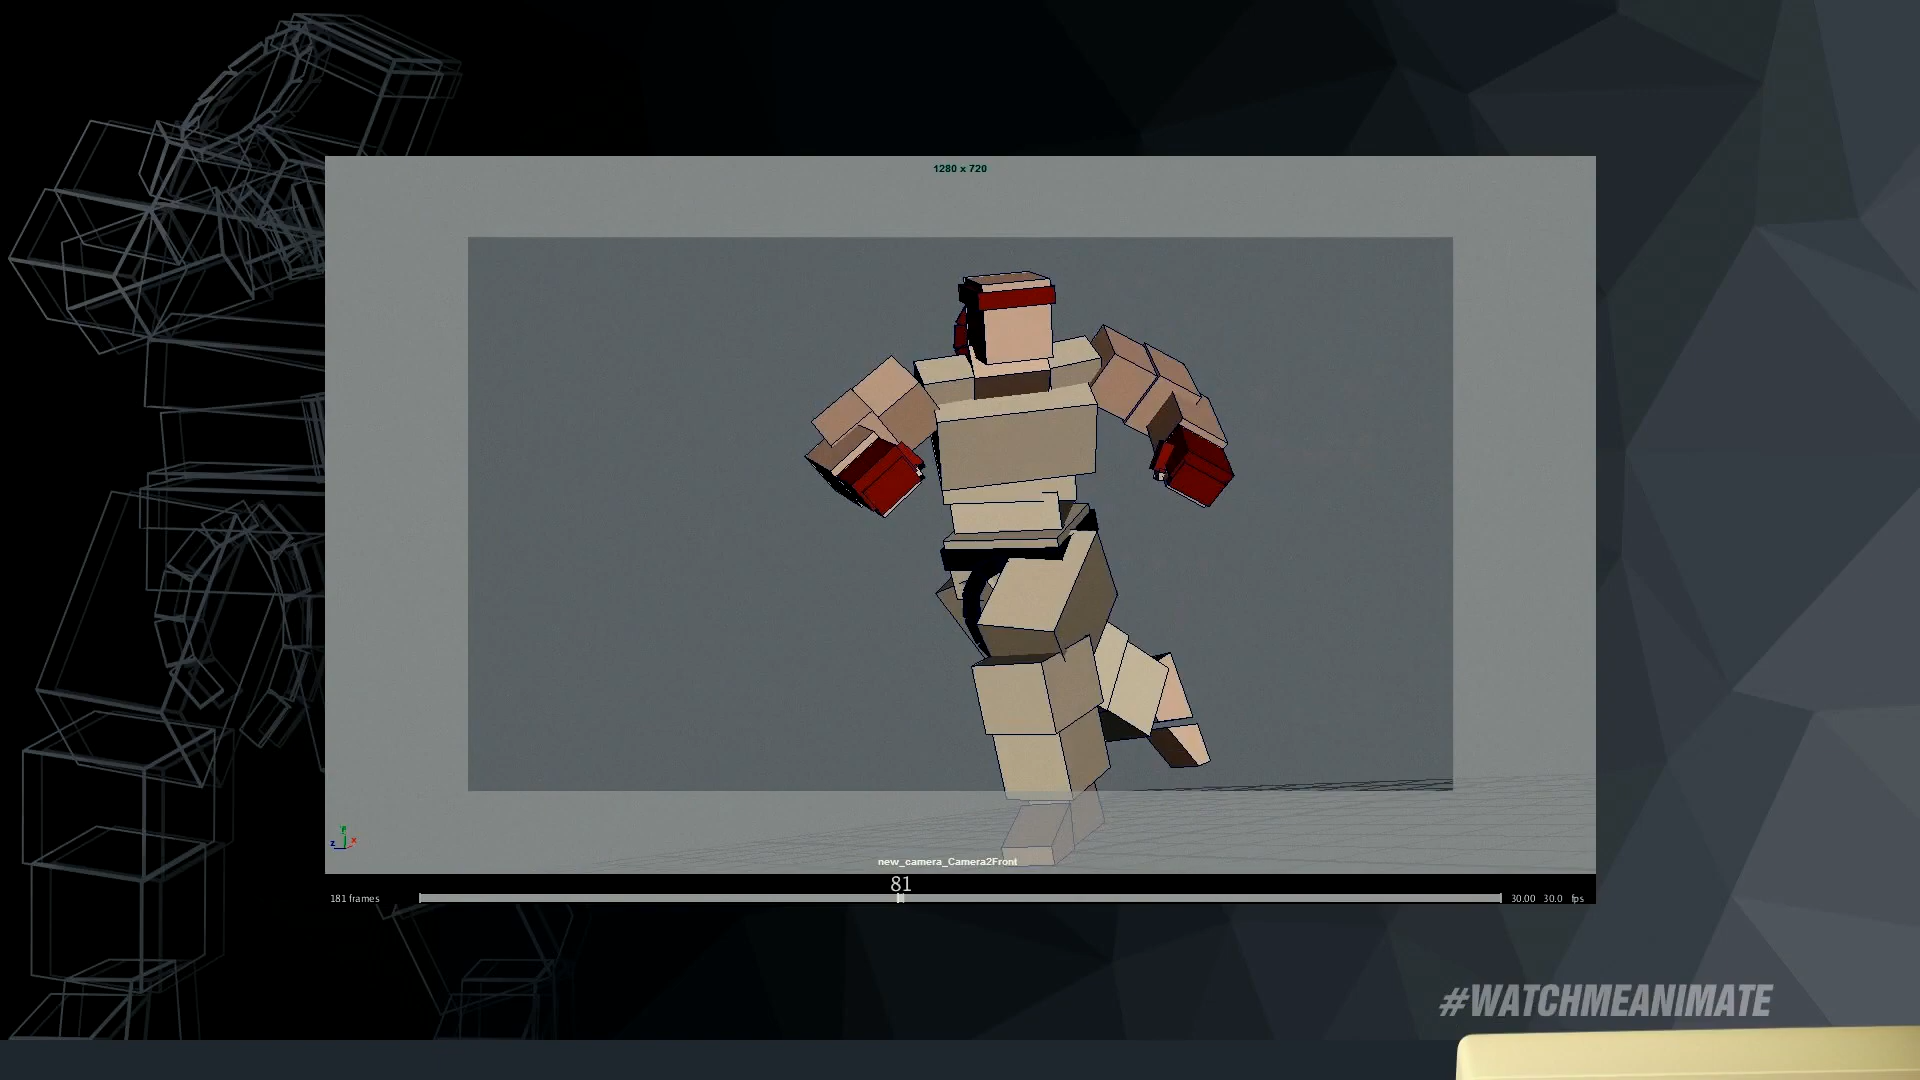 1280 x 720
Y
z x
new_camera_Camera2Front
81
181 frames 30.00 30.0 fps
#WATCHMEANIMATE